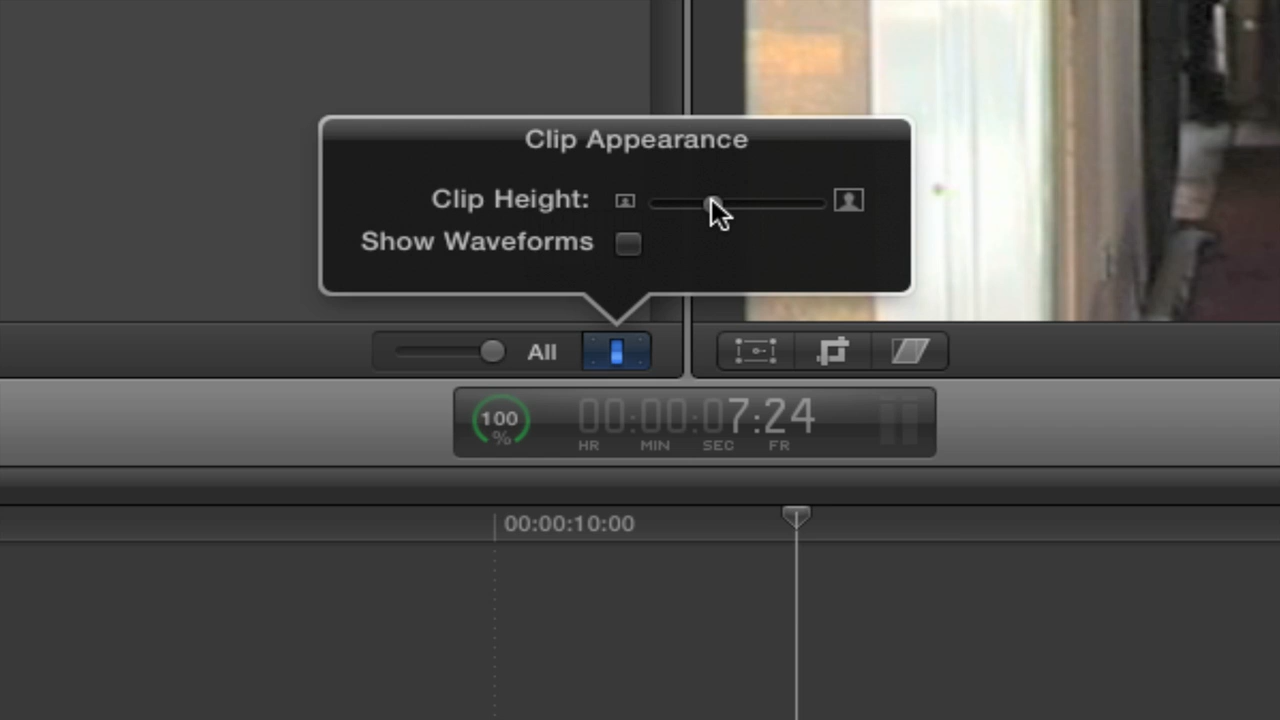 Clip Appearance
Clip Height:
Show Waveforms
All
100
%
00:00:07:24
HR MIN SEC FR
00:00:10:00